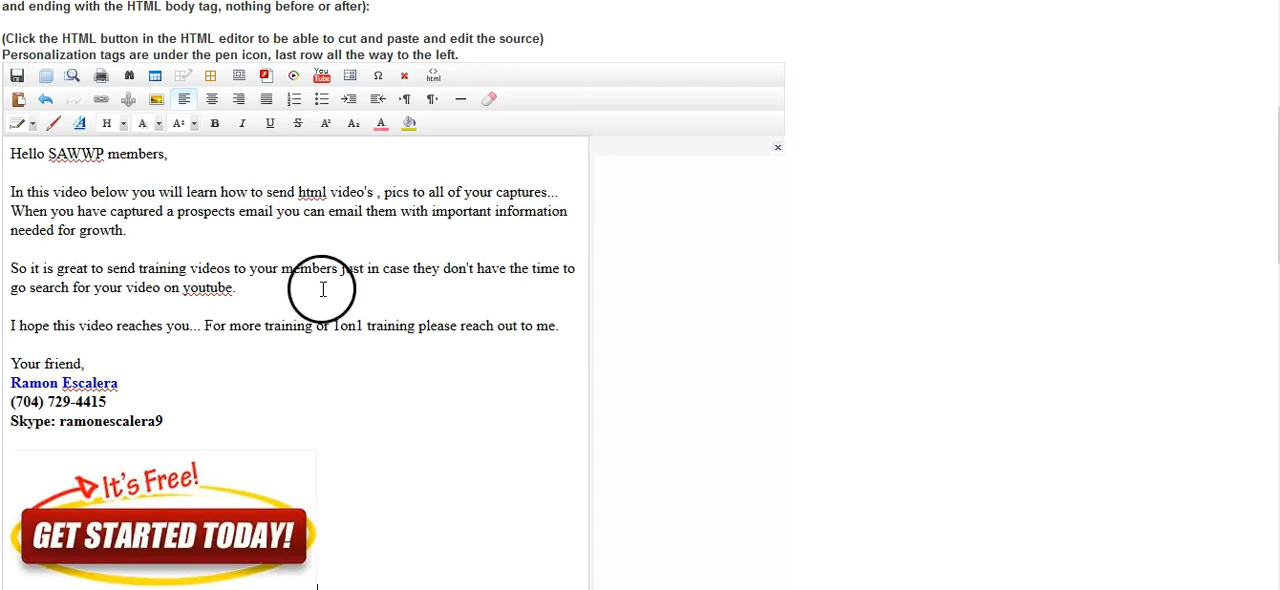 and ending with the HTML body tag, nothing before or after):
(Click the HTML button in the HTML editor to be able to cut and paste and edit the source)
Personalization tags are under the pen icon, last row all the way to the left.
You Tube
html
H A A B I U S A² A₂ A
Hello SAWWP members,
In this video below you will learn how to send html video's , pics to all of your captures...
When you have captured a prospects email you can email them with important information
needed for growth.
So it is great to send training videos to your members just in case they don't have the time to
go search for your video on youtube.
I hope this video reaches you... For more training or 1on1 training please reach out to me.
Your friend,
Ramon Escalera
(704) 729-4415
Skype: ramonescalera9
It's Free!
GET STARTED TODAY!